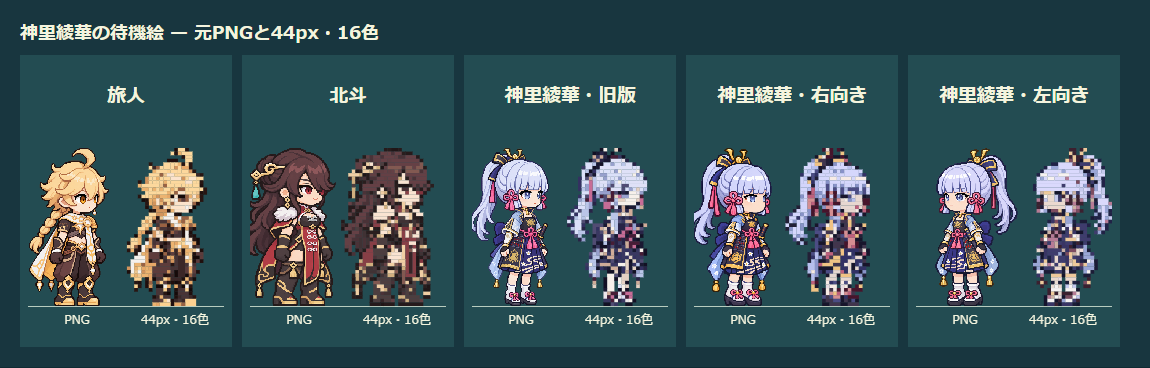 神里綾華の待機絵 — 元PNGと44px・16色
旅人
北斗
神里綾華・旧版
神里綾華・右向き
神里綾華・左向き
PNG
44px・16色
PNG
44px・16色
PNG
44px・16色
PNG
44px・16色
PNG
44px・16色